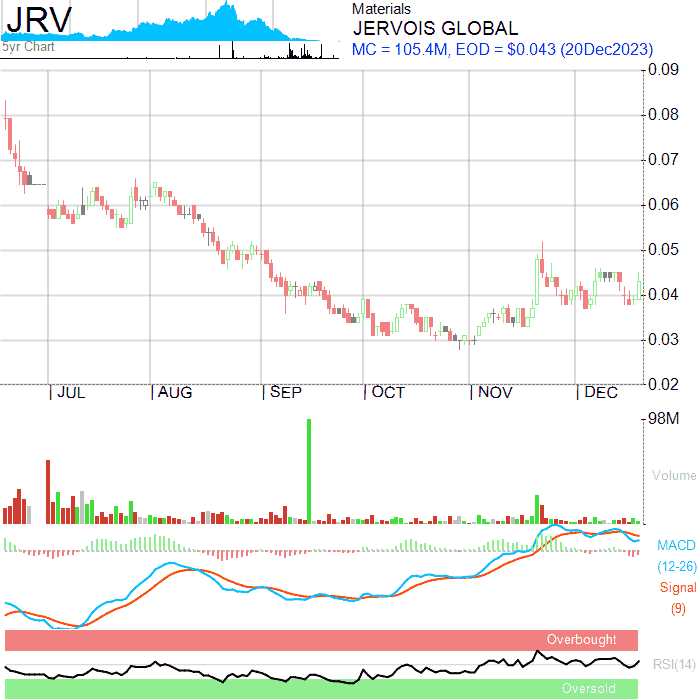 JRV
5yr Chart
Materials
JERVOIS GLOBAL
MC = 105.4M, EOD = $0.043 (20Dec2023)
0.09
0.08
0.07
0.06
0.05
0.04
0.03
0.02
JUL AUG SEP OCT NOV DEC
98M
Volume
MACD
(12-26)
Signal
(9)
Overbought
RSI(14)
Oversold